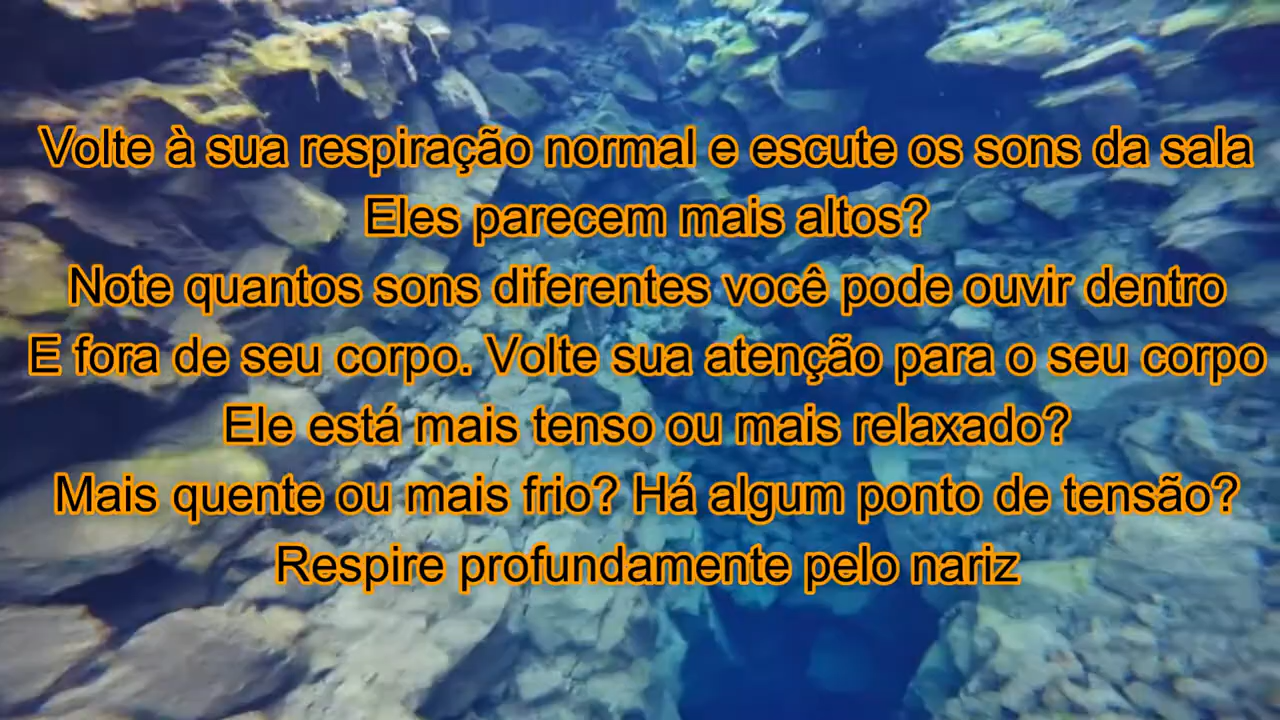 Volte à sua respiração normal e escute os sons da sala
Eles parecem mais altos?
Note quantos sons diferentes você pode ouvir dentro
E fora de seu corpo. Volte sua atenção para o seu corpo
Ele está mais tenso ou mais relaxado?
Mais quente ou mais frio? Há algum ponto de tensão?
Respire profundamente pelo nariz